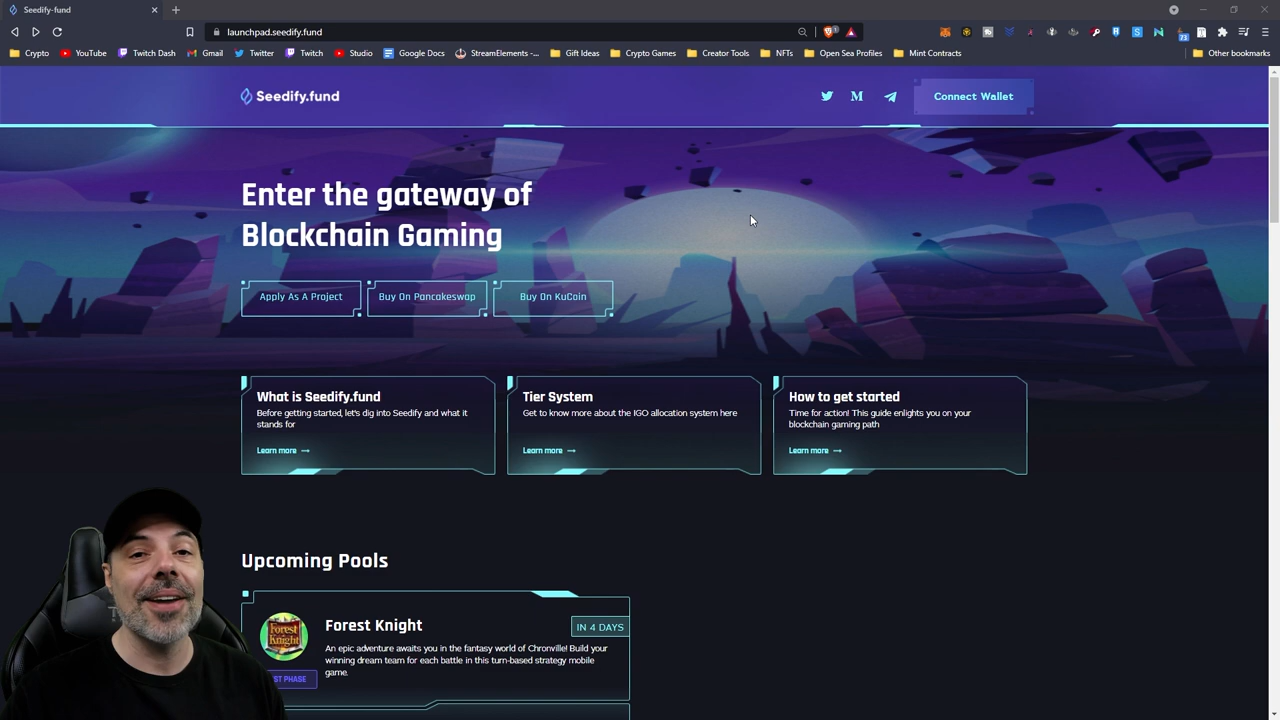 Seedify-fund
launchpad.seedify.fund
Crypto
YouTube
Twitch Dash
Gmail
Twitter
Twitch
Studio
Google Docs
StreamElements -...
Gift Ideas
Crypto Games
Creator Tools
NFTs
Open Sea Profiles
Mint Contracts
Other bookmarks
Seedify.fund
Connect Wallet
Enter the gateway of
Blockchain Gaming
Apply As A Project
Buy On Pancakeswap
Buy On KuCoin
What is Seedify.fund
Before getting started, let's dig into Seedify and what it
stands for
Learn more
Tier System
Get to know more about the IGO allocation system here
Learn more
How to get started
Time for action! This guide enlights you on your
blockchain gaming path
Learn more
Upcoming Pools
Forest Knight
Forest Knight
IN 4 DAYS
An epic adventure awaits you in the fantasy world of Chronville! Build your
winning dream team for each battle in this turn-based strategy mobile
game.
PHASE